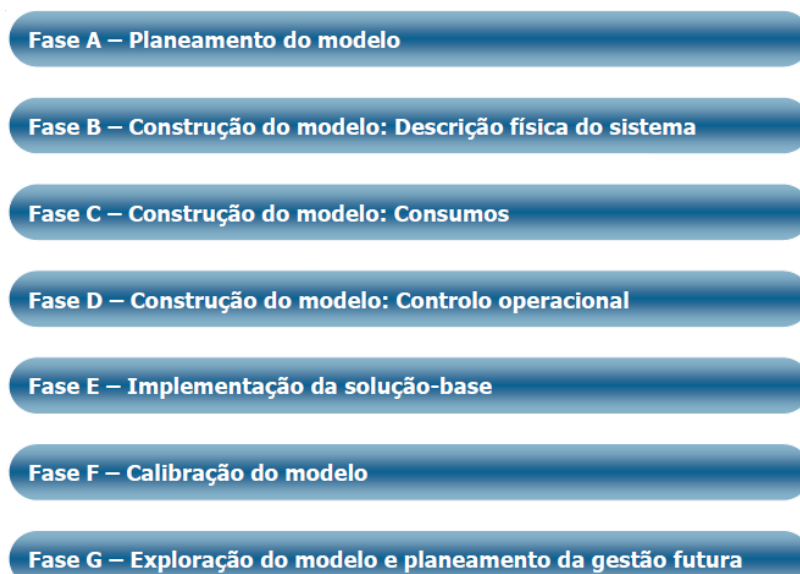 Fase A – Planeamento do modelo
Fase B – Construção do modelo: Descrição física do sistema
Fase C – Construção do modelo: Consumos
Fase D – Construção do modelo: Controlo operacional
Fase E – Implementação da solução-base
Fase F – Calibração do modelo
Fase G – Exploração do modelo e planeamento da gestão futura